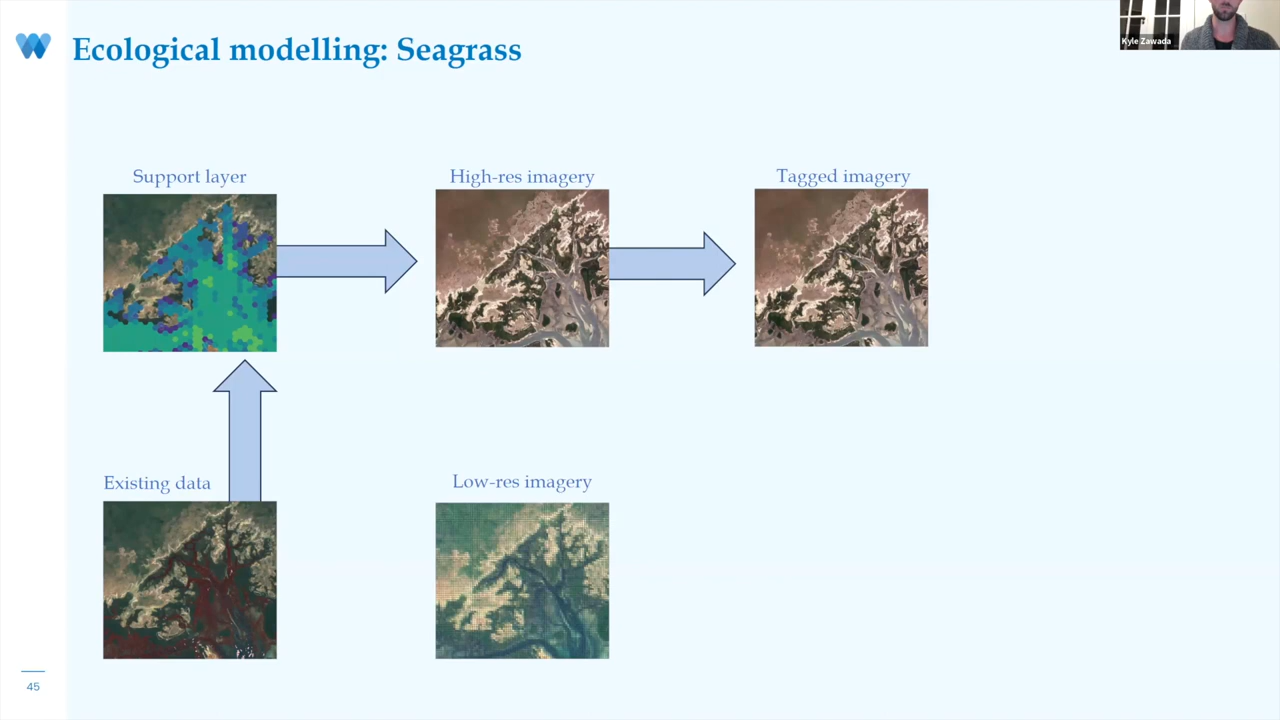 Ecological modelling: Seagrass
Kyle Zawada
Support layer
High-res imagery
Tagged imagery
Existing data
Low-res imagery
45